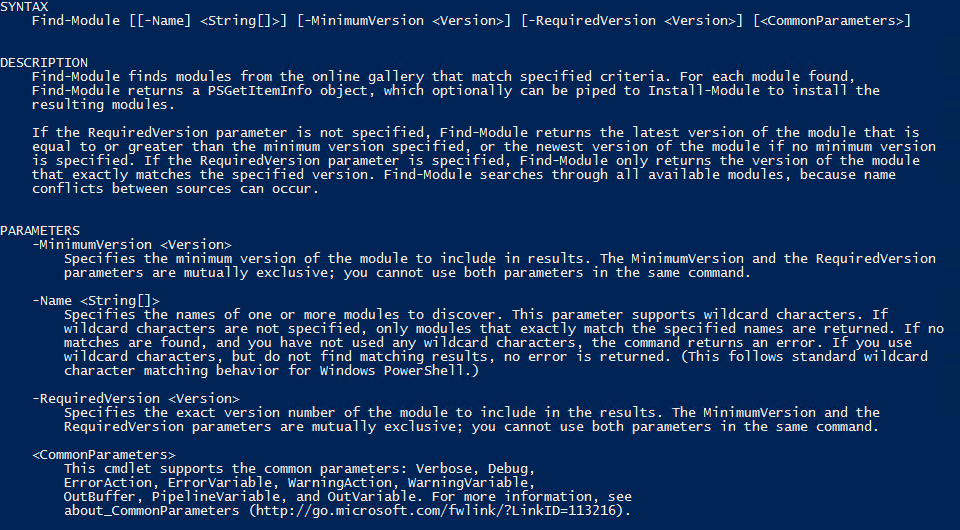 SYNTAX
Find-Module [[-Name] <String[]>] [-MinimumVersion <Version>] [-RequiredVersion <Version>] [<CommonParameters>]
DESCRIPTION
Find-Module finds modules from the online gallery that match specified criteria. For each module found,
Find-Module returns a PSGetItemInfo object, which optionally can be piped to Install-Module to install the
resulting modules.
If the RequiredVersion parameter is not specified, Find-Module returns the latest version of the module that is
equal to or greater than the minimum version specified, or the newest version of the module if no minimum version
is specified. If the RequiredVersion parameter is specified, Find-Module only returns the version of the module
that exactly matches the specified version. Find-Module searches through all available modules, because name
conflicts between sources can occur.
PARAMETERS
-MinimumVersion <Version>
Specifies the minimum version of the module to include in results. The MinimumVersion and the RequiredVersion
parameters are mutually exclusive; you cannot use both parameters in the same command.
-Name <String[]>
Specifies the names of one or more modules to discover. This parameter supports wildcard characters. If
wildcard characters are not specified, only modules that exactly match the specified names are returned. If no
matches are found, and you have not used any wildcard characters, the command returns an error. If you use
wildcard characters, but do not find matching results, no error is returned. (This follows standard wildcard
character matching behavior for Windows PowerShell.)
-RequiredVersion <Version>
Specifies the exact version number of the module to include in the results. The MinimumVersion and the
RequiredVersion parameters are mutually exclusive; you cannot use both parameters in the same command.
<CommonParameters>
This cmdlet supports the common parameters: Verbose, Debug,
ErrorAction, ErrorVariable, WarningAction, WarningVariable,
OutBuffer, PipelineVariable, and OutVariable. For more information, see
about_CommonParameters (http://go.microsoft.com/fwlink/?LinkID=113216).